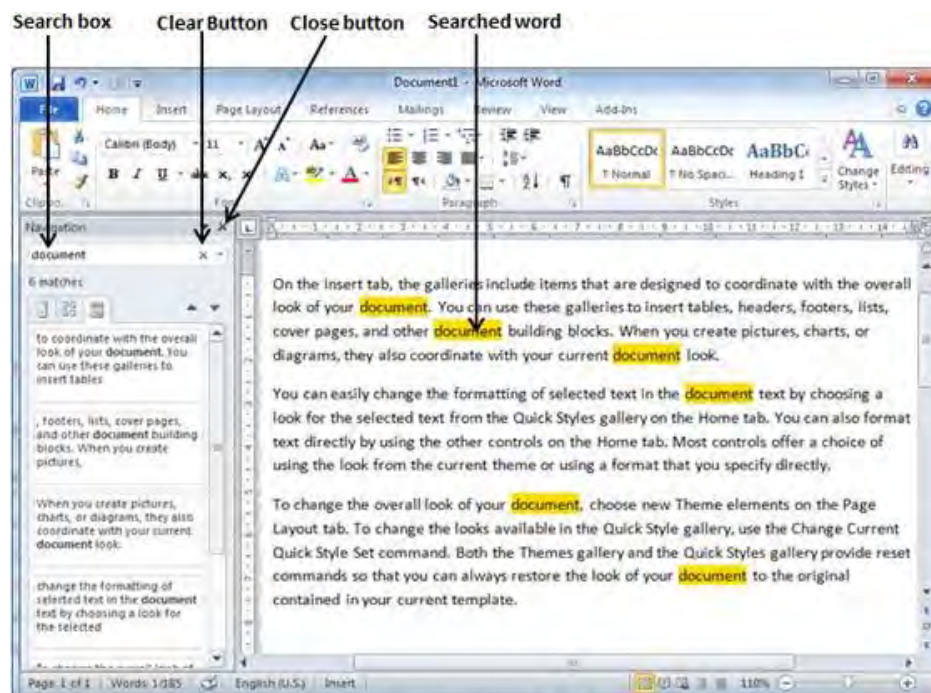 Search box Clear Button Close button Searched word
Document1 - Microsoft Word
File Home Insert Page Layout References Mailings Review View Add-Ins
Calibri (Body) 11
AaBbCcDc AaBbCcDc AaBbC
Paste B I U abc Normal No Spaci... Heading 1 Change Styles Editing
Font Paragraph Styles
Navigation
document
6 matches
to coordinate with the overall
look of your document. You
can use these galleries to
insert tables
, footers, lists, cover pages,
and other document building
blocks. When you create
pictures,
When you create pictures,
charts, or diagrams, they also
coordinate with your current
document look.
change the formatting of
selected text in the document
text by choosing a look for
the selected
On the Insert tab, the galleries include items that are designed to coordinate with the overall
look of your document. You can use these galleries to insert tables, headers, footers, lists,
cover pages, and other document building blocks. When you create pictures, charts, or
diagrams, they also coordinate with your current document look.
You can easily change the formatting of selected text in the document text by choosing a
look for the selected text from the Quick Styles gallery on the Home tab. You can also format
text directly by using the other controls on the Home tab. Most controls offer a choice of
using the look from the current theme or using a format that you specify directly.
To change the overall look of your document, choose new Theme elements on the Page
Layout tab. To change the looks available in the Quick Style gallery, use the Change Current
Quick Style Set command. Both the Themes gallery and the Quick Styles gallery provide reset
commands so that you can always restore the look of your document to the original
contained in your current template.
Page: 1 of 1 Words: 1/185 English (U.S.) Insert 110%